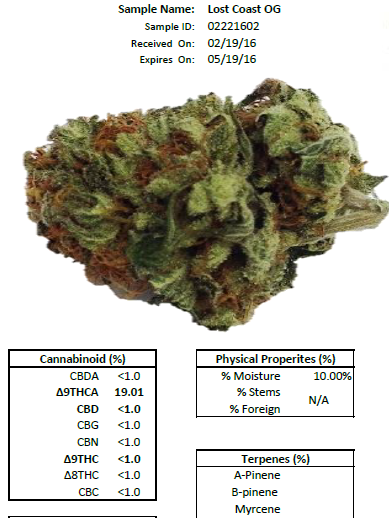 Sample Name: Lost Coast OG
Sample ID: 02221602
Received On: 02/19/16
Expires On: 05/19/16
Cannabinoid (%)
CBDA <1.0
Δ9THCA 19.01
CBD <1.0
CBG <1.0
CBN <1.0
Δ9THC <1.0
Δ8THC <1.0
CBC <1.0
Physical Properites (%)
% Moisture 10.00%
% Stems
N/A
% Foreign
Terpenes (%)
A-Pinene
B-pinene
Myrcene